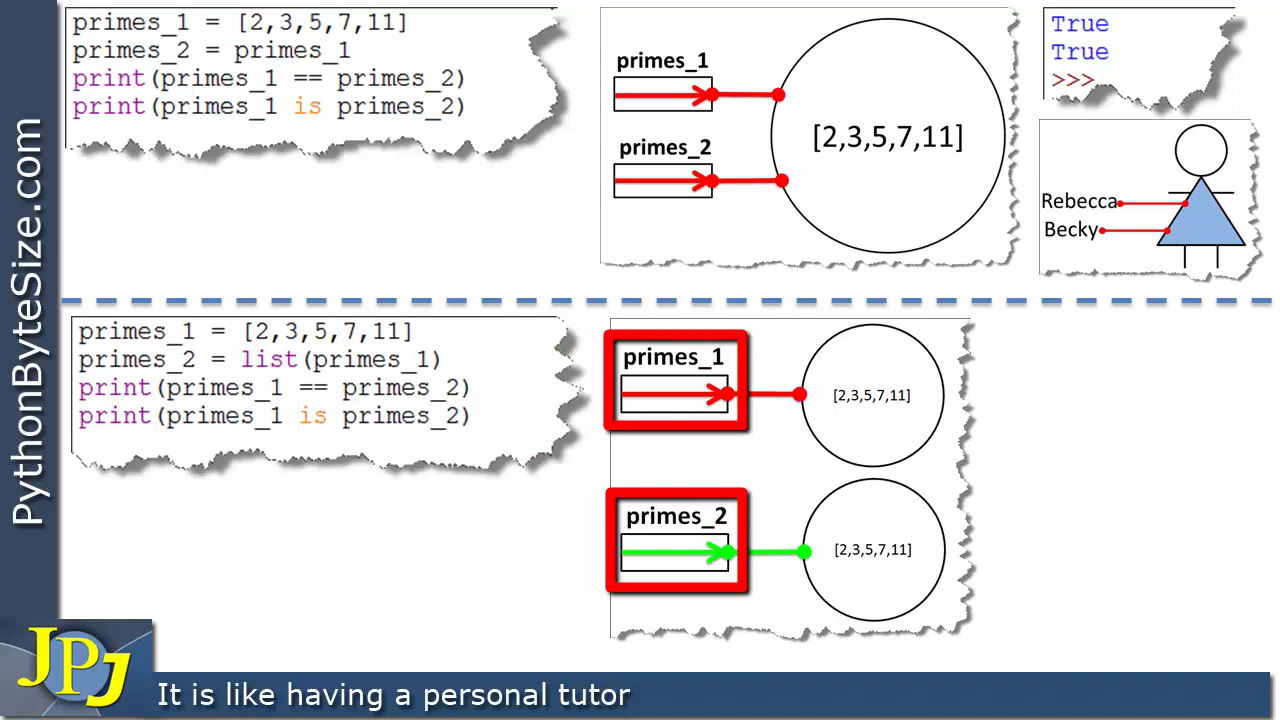 primes_1 = [2,3,5,7,11]
primes_2 = primes_1
print(primes_1 == primes_2)
print(primes_1 is primes_2)
primes_1
primes_2
[2,3,5,7,11]
True
True
>>>
Rebecca
Becky
primes_1 = [2,3,5,7,11]
primes_2 = list(primes_1)
print(primes_1 == primes_2)
print(primes_1 is primes_2)
primes_1
[2,3,5,7,11]
primes_2
[2,3,5,7,11]
PythonByteSize.com
JPJ
It is like having a personal tutor